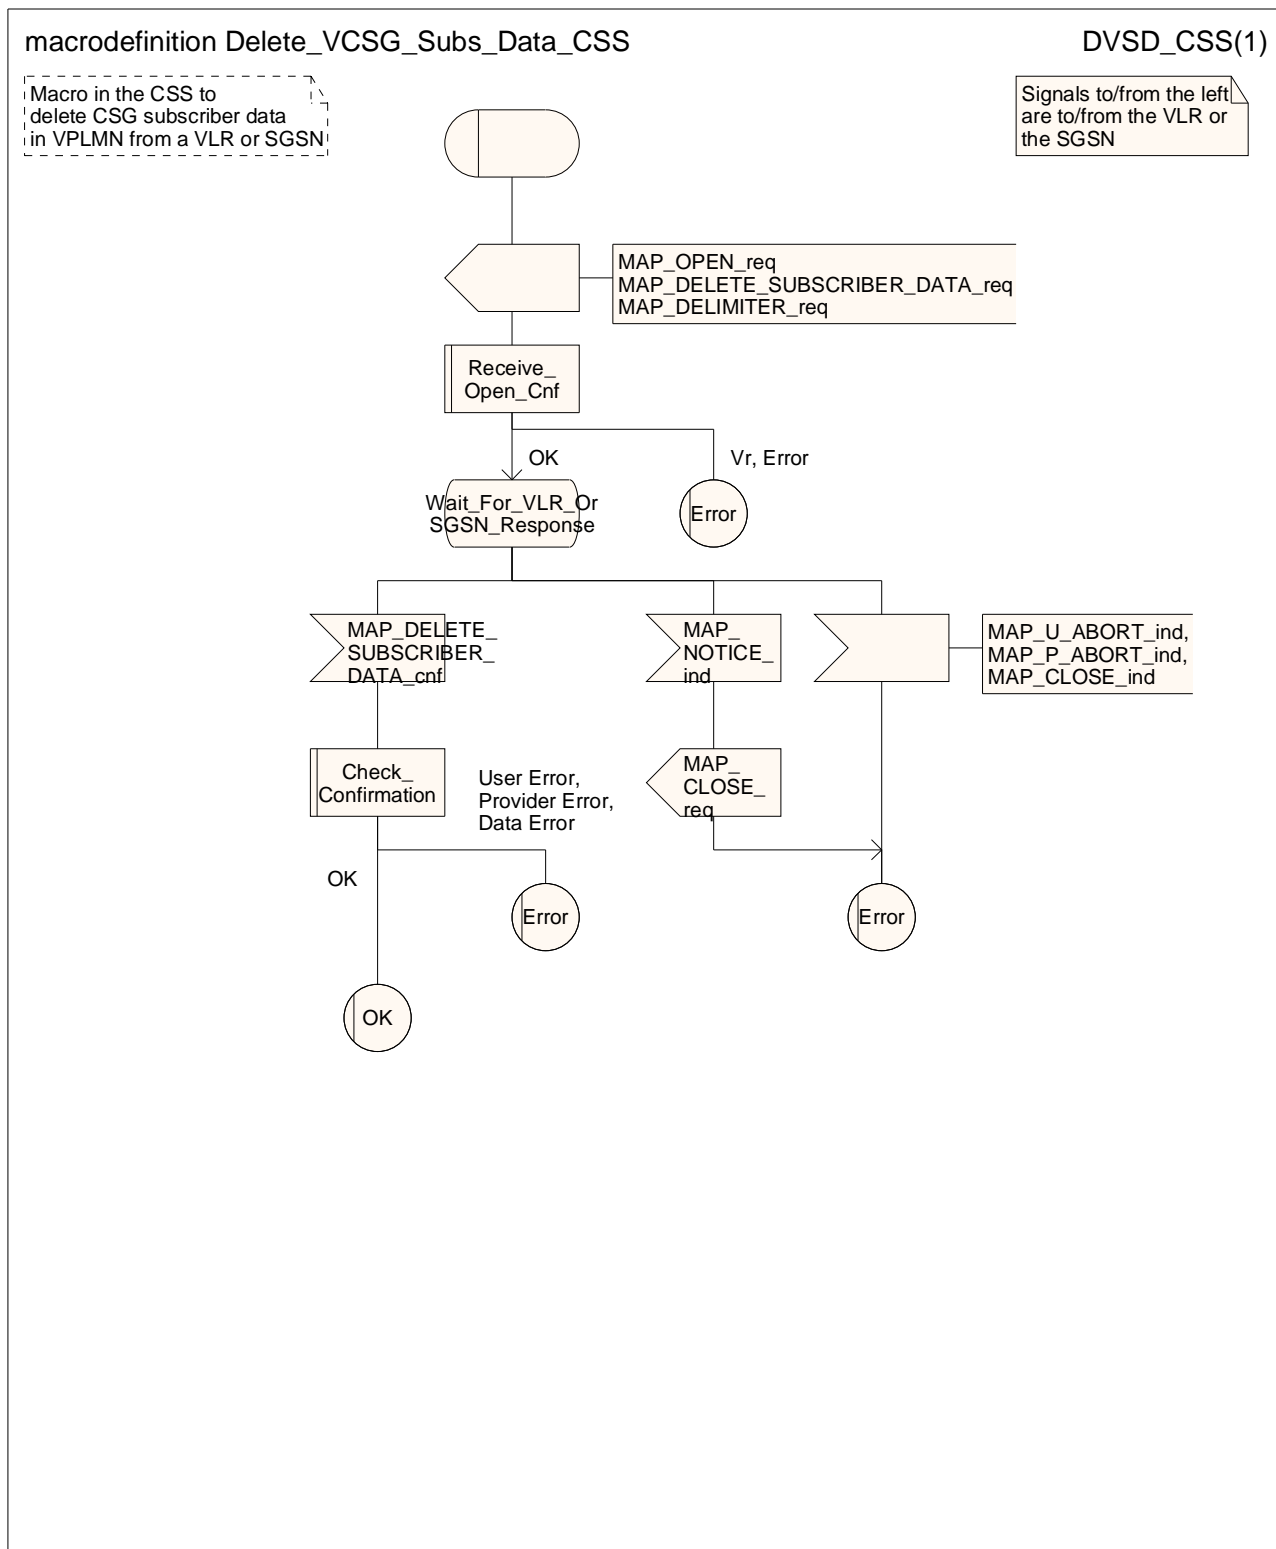 macrodefinition Delete_VCSG_Subs_Data_CSS
DVSD_CSS(1)
Macro in the CSS to
delete CSG subscriber data
in VPLMN from a VLR or SGSN
Signals to/from the left
are to/from the VLR or
the SGSN
MAP_OPEN_req
MAP_DELETE_SUBSCRIBER_DATA_req
MAP_DELIMITER_req
Receive_
Open_Cnf
OK
Vr, Error
Wait_For_VLR_Or
SGSN_Response
Error
MAP_DELETE_
SUBSCRIBER_
DATA_cnf
MAP_
NOTICE_
ind
MAP_U_ABORT_ind,
MAP_P_ABORT_ind,
MAP_CLOSE_ind
Check_
Confirmation
User Error,
Provider Error,
Data Error
MAP_
CLOSE_
req
OK
Error
Error
OK